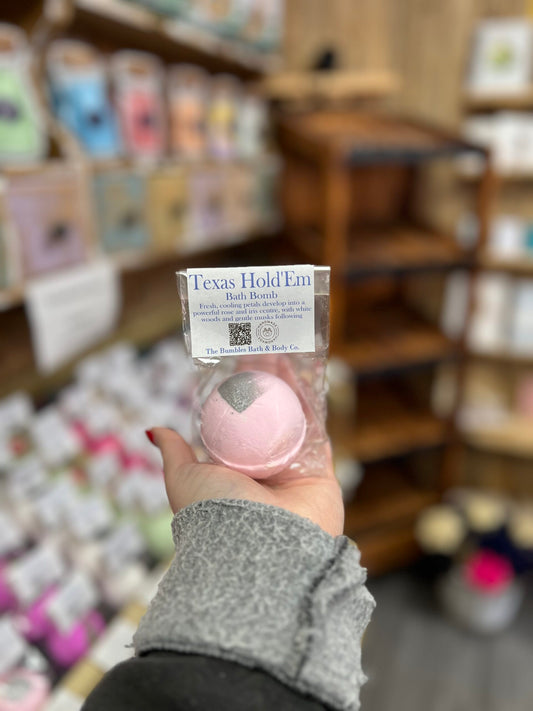 Texas Hold'Em
Bath Bomb
Fresh, cooling petals develop into a
powerful rose and iris centre, with white
woods and gentle musks following
The Bumbles Bath & Body Co.